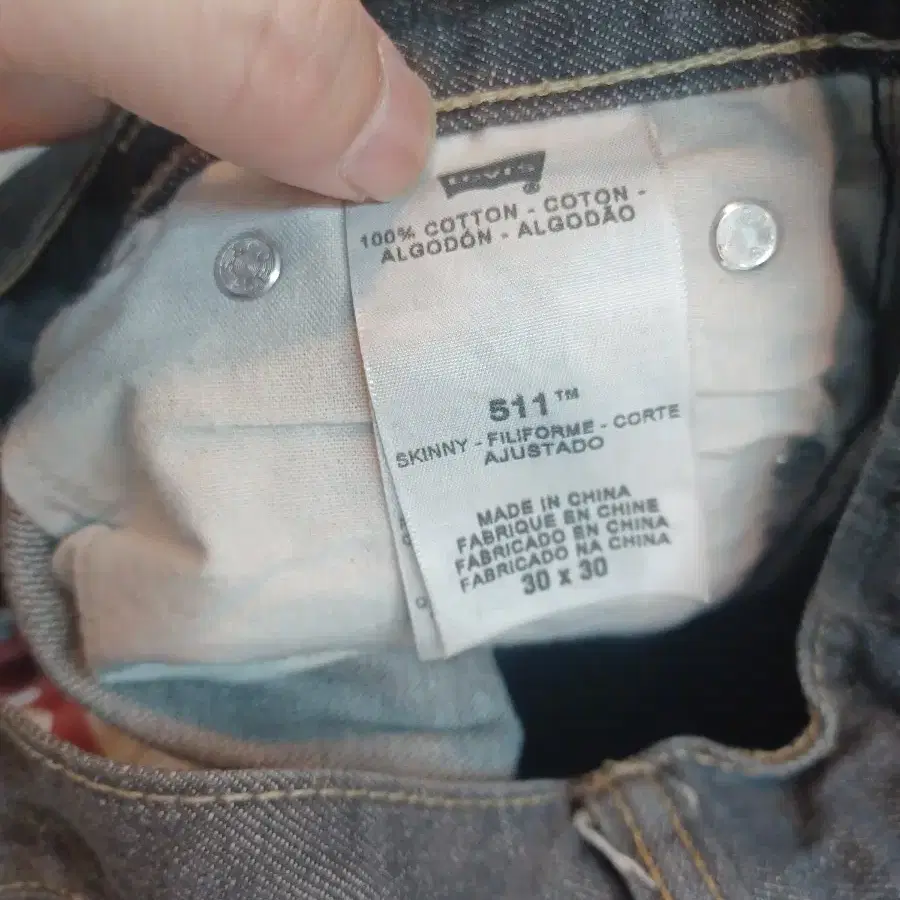 Levi's
®
100% COTTON - COTON -
ALGODÓN - ALGODÃO
511™
SKINNY - FILIFORME - CORTE
AJUSTADO
MADE IN CHINA
FABRIQUE EN CHINE
FABRICADO EN CHINA
FABRICADO NA CHINA
30 x 30